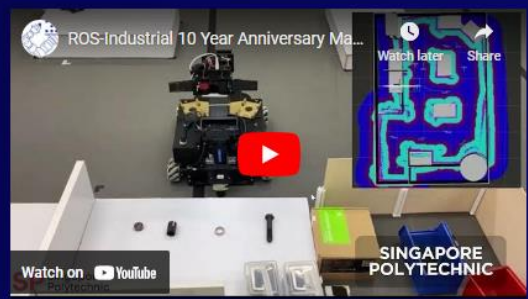 ROS-Industrial 10 Year Anniversary Ma...
Watch later
Share
SINGAPORE
POLYTECHNIC
Watch on YouTube
Polytechnic